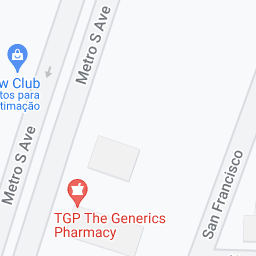 Metro S Ave
w Club
tos para
timação
Metro S Ave
San Francisco
TGP The Generics
Pharmacy